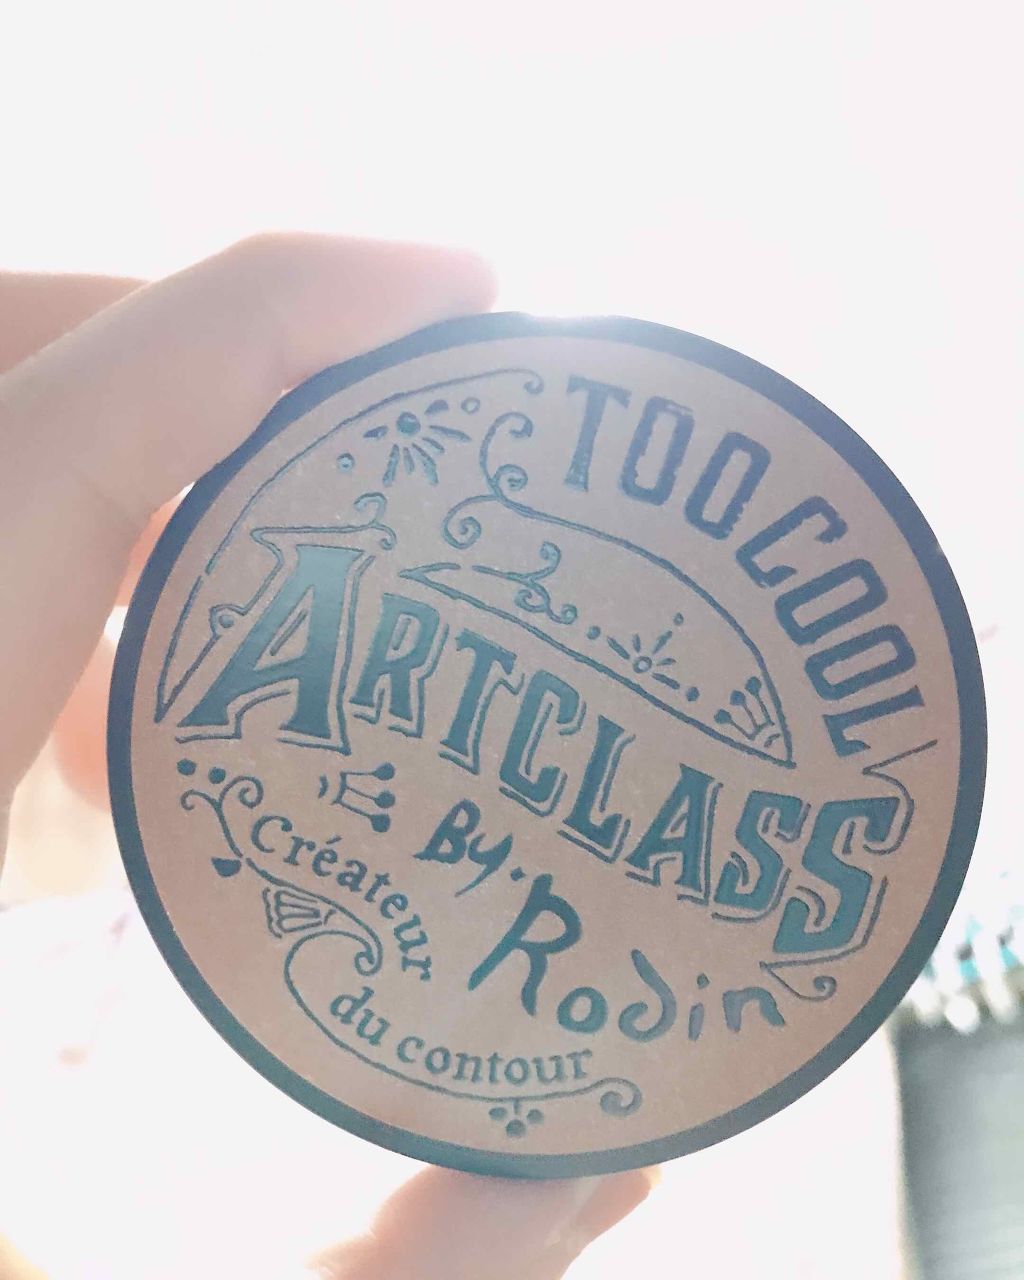 TOO COOL
ARTCLASS
By. Rodin
Créateur
du contour